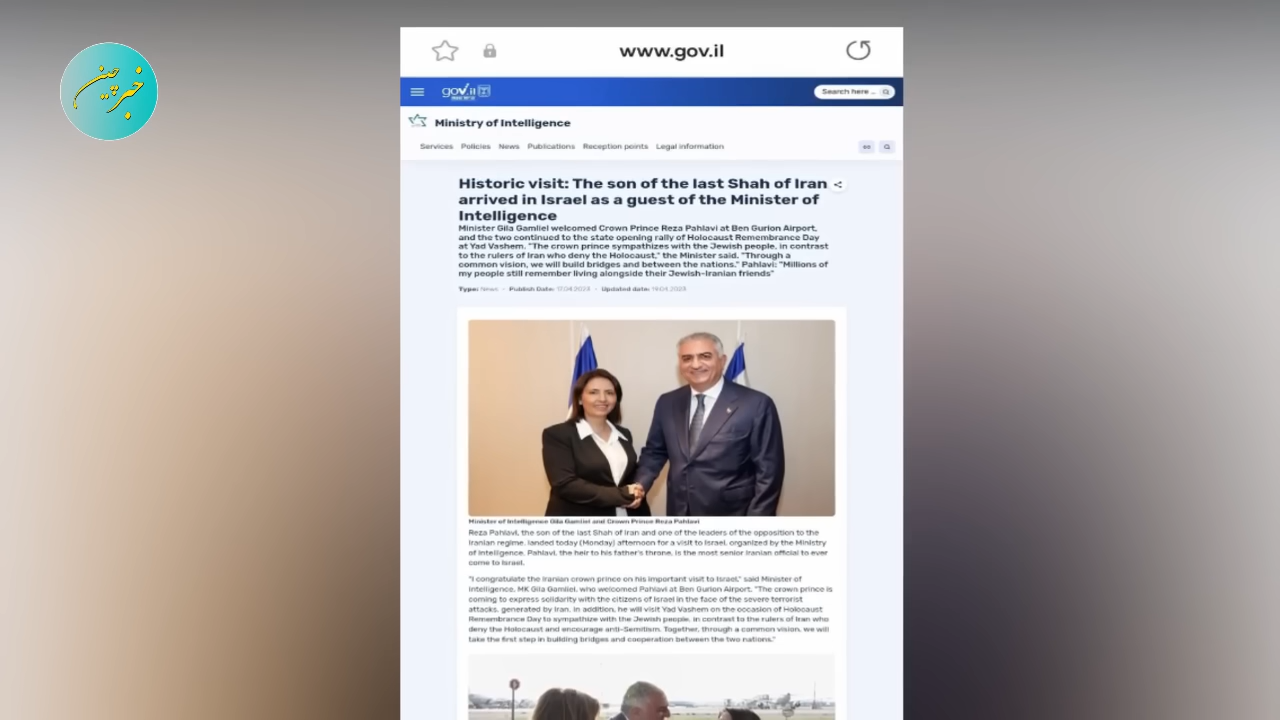 خبرچینی
www.gov.il
gov.il
Search here ..
Ministry of Intelligence
Services Policies News Publications Reception points Legal information
Historic visit: The son of the last Shah of Iran
arrived in Israel as a guest of the Minister of
Intelligence
Minister Gila Gamliel welcomed Crown Prince Reza Pahlavi at Ben Gurion Airport,
and the two continued to the state opening rally of Holocaust Remembrance Day
at Yad Vashem. "The crown prince sympathizes with the Jewish people, in contrast
to the rulers of Iran who deny the Holocaust," the Minister said. "Through a
common vision, we will build bridges and between the nations." Pahlavi: "Millions of
my people still remember living alongside their Jewish-Iranian friends"
Type: News - Publish Date: 17.04.2023 - Updated date: 19.04.2023
Minister of Intelligence Gila Gamliel and Crown Prince Reza Pahlavi
Reza Pahlavi, the son of the last Shah of Iran and one of the leaders of the opposition to the
Iranian regime, landed today (Monday) afternoon for a visit to Israel, organized by the Ministry
of Intelligence. Pahlavi, the heir to his father's throne, is the most senior Iranian official to ever
come to Israel.
"I congratulate the Iranian crown prince on his important visit to Israel," said Minister of
Intelligence, MK Gila Gamliel, who welcomed Pahlavi at Ben Gurion Airport. "The crown prince is
coming to express solidarity with the citizens of Israel in the face of the severe terrorist
attacks, generated by Iran. In addition, he will visit Yad Vashem on the occasion of Holocaust
Remembrance Day to sympathize with the Jewish people, in contrast to the rulers of Iran who
deny the Holocaust and encourage anti-Semitism. Together, through a common vision, we will
take the first step in building bridges and cooperation between the two nations."